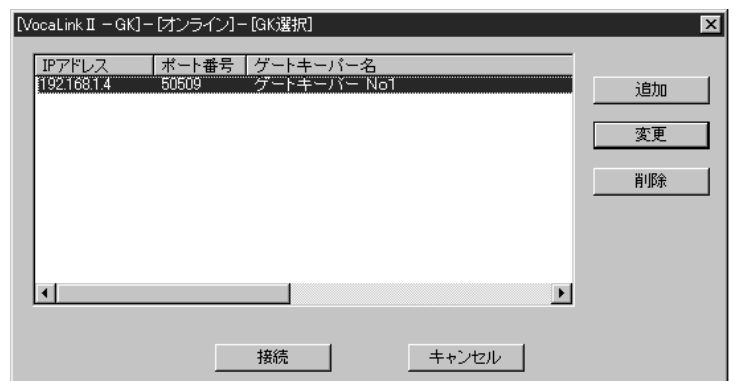 [VocaLinkⅡ－GK]－[オンライン]－[GK選択]
IPアドレス ポート番号 ゲートキーパー名
192.168.1.4 50509 ゲートキーパー No1
追加
変更
削除
接続 キャンセル